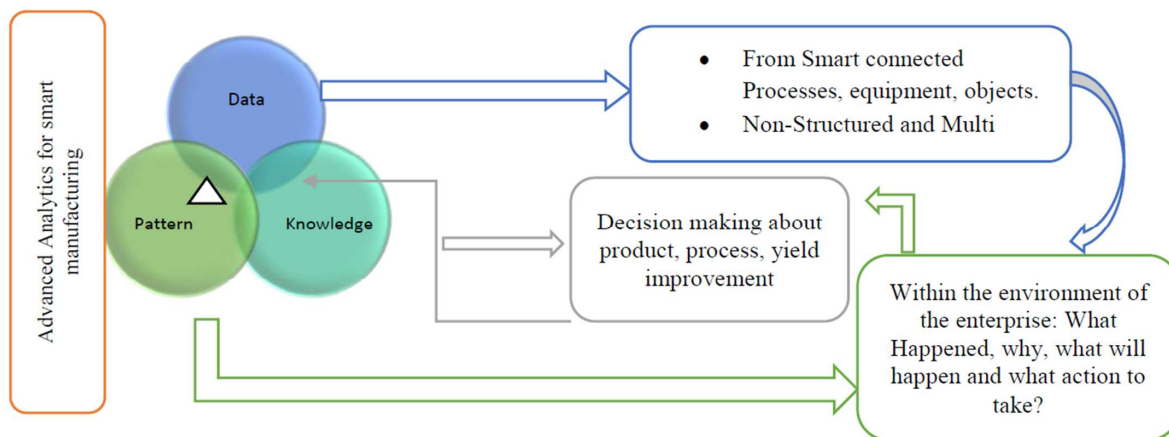 Advanced Analytics for smart
manufacturing
Data
Pattern
Knowledge
• From Smart connected
Processes, equipment, objects.
• Non-Structured and Multi
Decision making about
product, process, yield
improvement
Within the environment of
the enterprise: What
Happened, why, what will
happen and what action to
take?